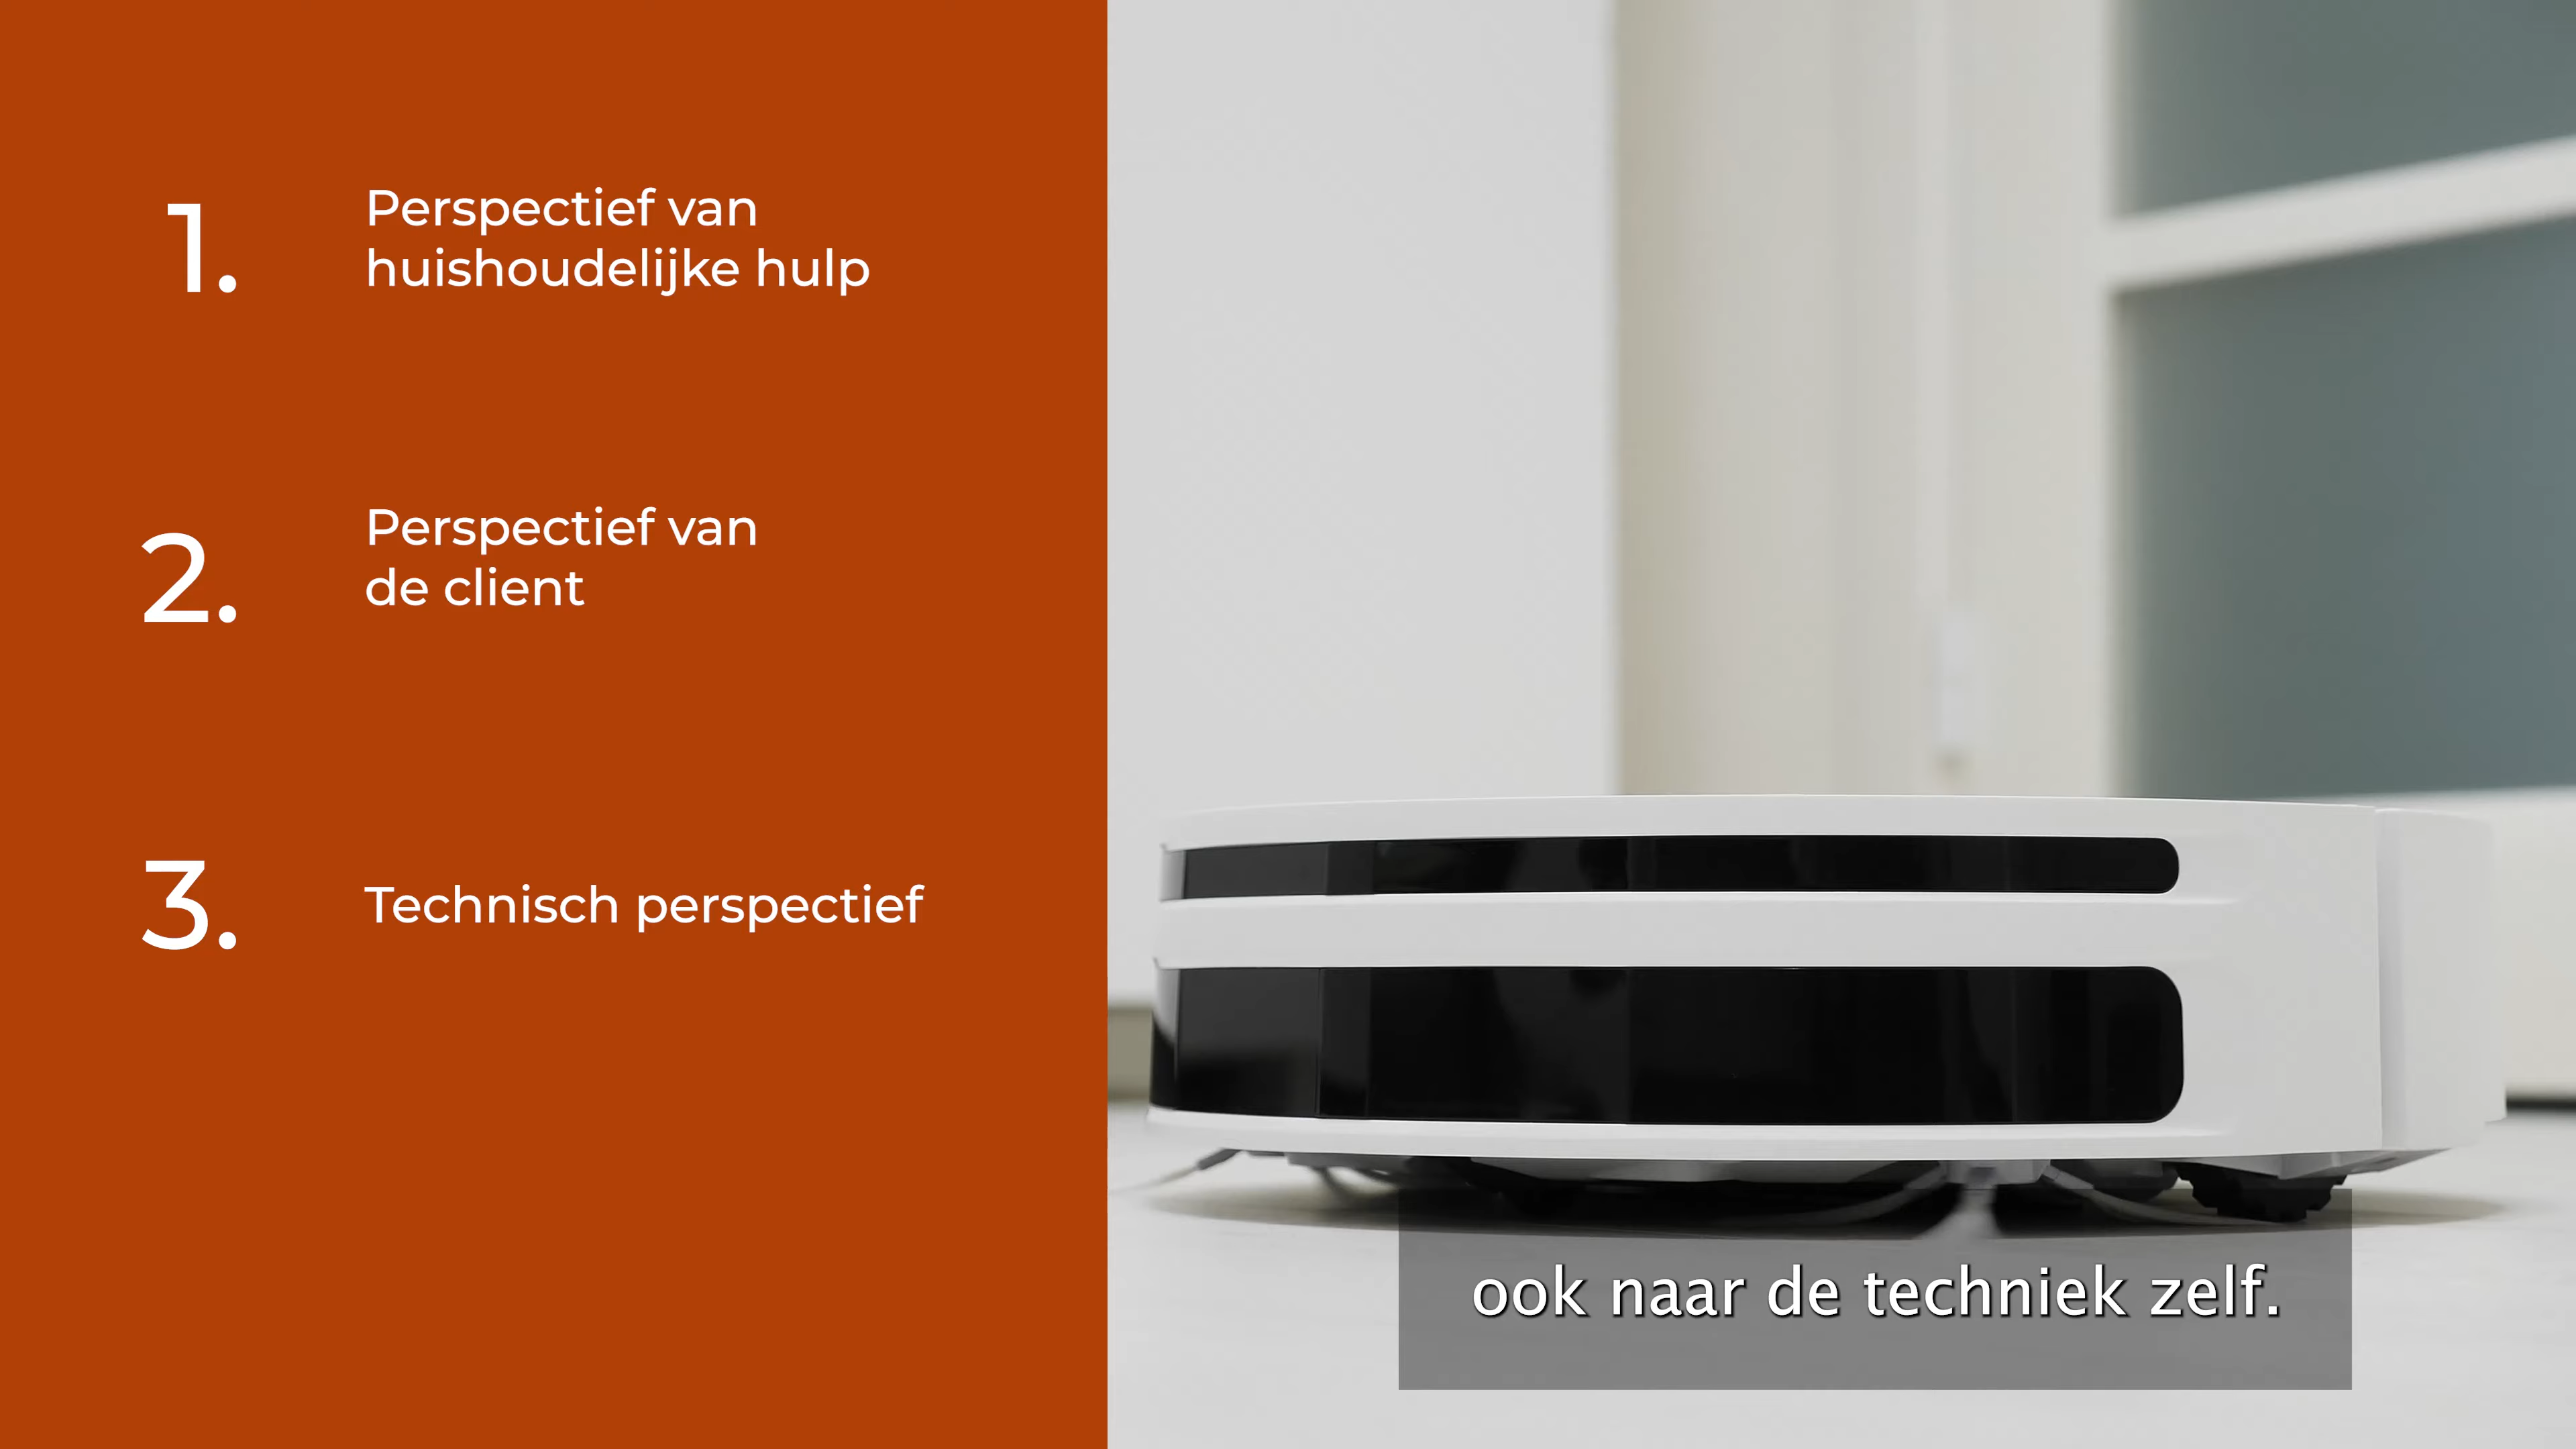 1.
Perspectief van
huishoudelijke hulp
2.
Perspectief van
de client
3.
Technisch perspectief
ook naar de techniek zelf.